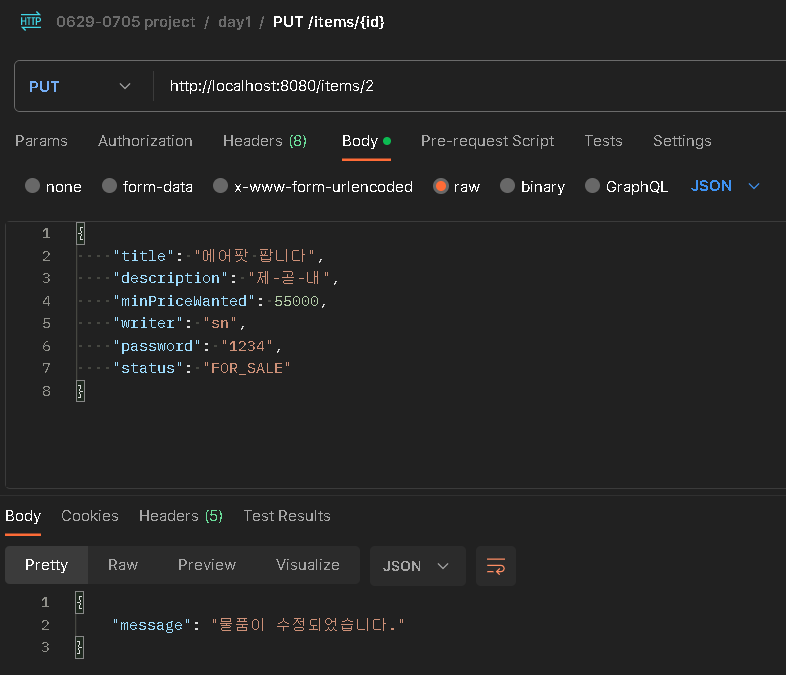 HTTP 0629-0705 project / day1 / PUT /items/{id}
PUT http://localhost:8080/items/2
Params Authorization Headers (8) Body Pre-request Script Tests Settings
none form-data x-www-form-urlencoded raw binary GraphQL JSON
1 {
2 "title": "에어팟 팝니다",
3 "description": "제-곧-내",
4 "minPriceWanted": 55000,
5 "writer": "sn",
6 "password": "1234",
7 "status": "FOR_SALE"
8 }
Body Cookies Headers (5) Test Results
Pretty Raw Preview Visualize JSON
1 {
2 "message": "물품이 수정되었습니다."
3 }